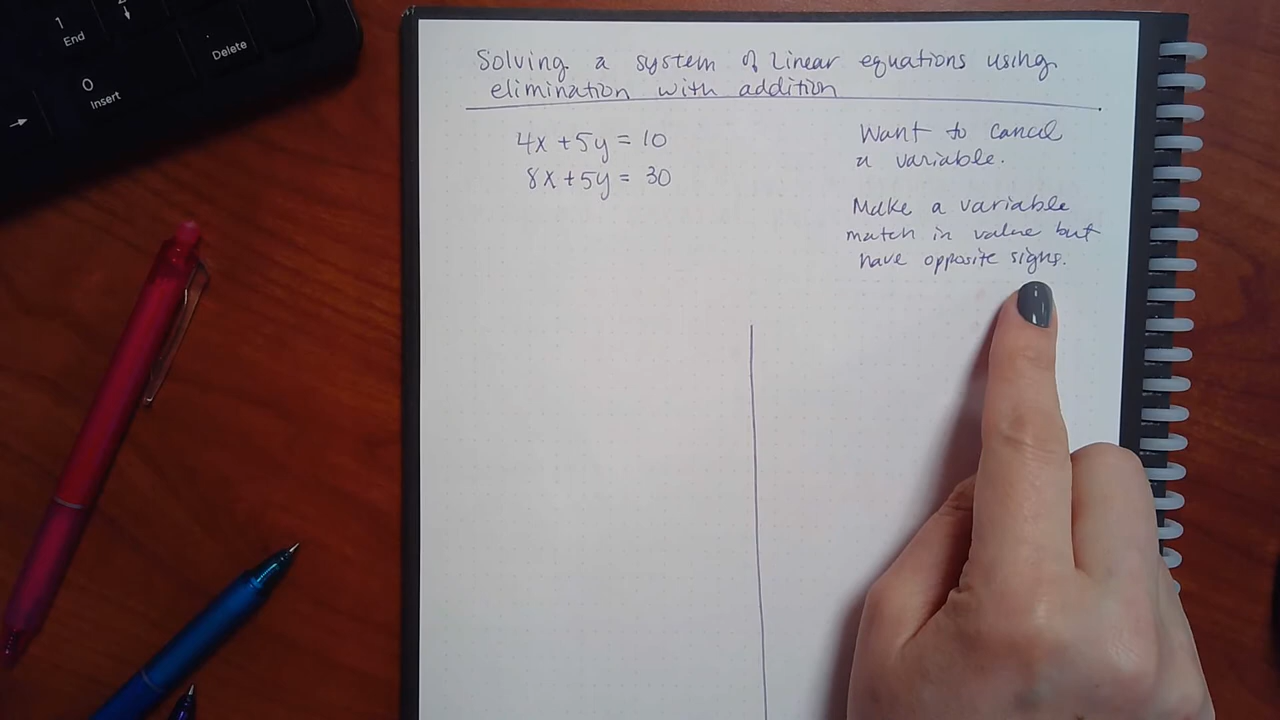 1
End
Delete
0
Insert
→
Solving a system of linear equations using
elimination with addition
4x + 5y = 10
8x + 5y = 30
Want to cancel
a variable.
Make a variable
match in value but
have opposite signs.